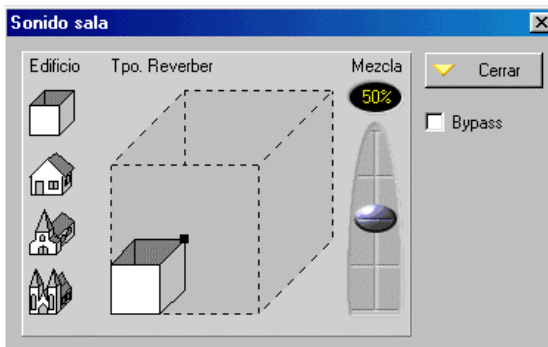 Sonido sala
Edificio Tpo. Reverber Mezcla
50%
Cerrar
Bypass